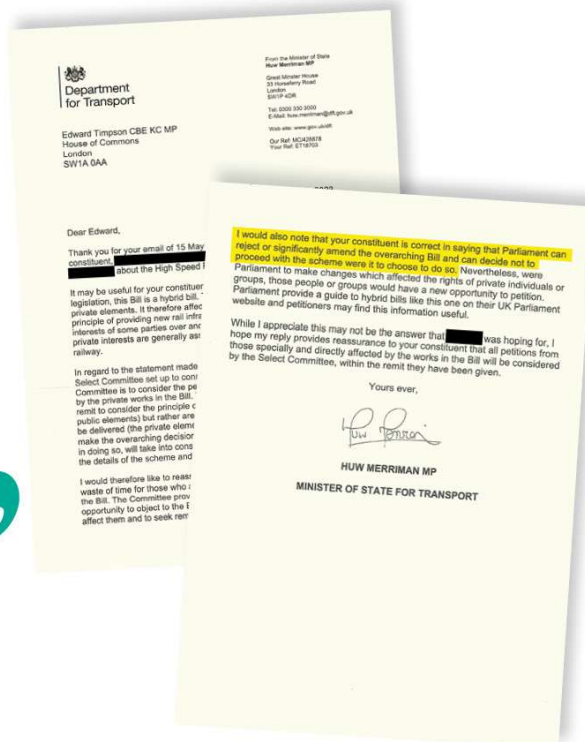 Department
for Transport
From the Minister of State
Huw Merriman MP
Great Minster House
33 Horseferry Road
London
SW1P 4DR
Tel: 0300 330 3000
E-Mail: huw.merriman@dft.gov.uk
Web site: www.gov.uk/dft
Our Ref: MC/428878
Your Ref: ET16703
Edward Timpson CBE KC MP
House of Commons
London
SW1A 0AA
Dear Edward,
Thank you for your email of 15 May
constituent,
about the High Speed
It may be useful for your constituen
legislation, this Bill is a hybrid bill.
private elements. It therefore affec
principle of providing new rail infra
interests of some parties over and
private interests are generally ass
railway.
In regard to the statement made
Select Committee set up to cons
Committee is to consider the pe
by the private works in the Bill.
remit to consider the principle o
public elements) but rather are
be delivered (the private eleme
make the overarching decision
in doing so, will take into cons
the details of the scheme and
I would therefore like to reass
waste of time for those who
the Bill. The Committee prov
opportunity to object to the
affect them and to seek rem
I would also note that your constituent is correct in saying that Parliament can
reject or significantly amend the overarching Bill and can decide not to
proceed with the scheme were it to choose to do so. Nevertheless, were
Parliament to make changes which affected the rights of private individuals or
groups, those people or groups would have a new opportunity to petition.
Parliament provide a guide to hybrid bills like this one on their UK Parliament
website and petitioners may find this information useful.
While I appreciate this may not be the answer that was hoping for, I
hope my reply provides reassurance to your constituent that all petitions from
those specially and directly affected by the works in the Bill will be considered
by the Select Committee, within the remit they have been given.
Yours ever,
HUW MERRIMAN MP
MINISTER OF STATE FOR TRANSPORT